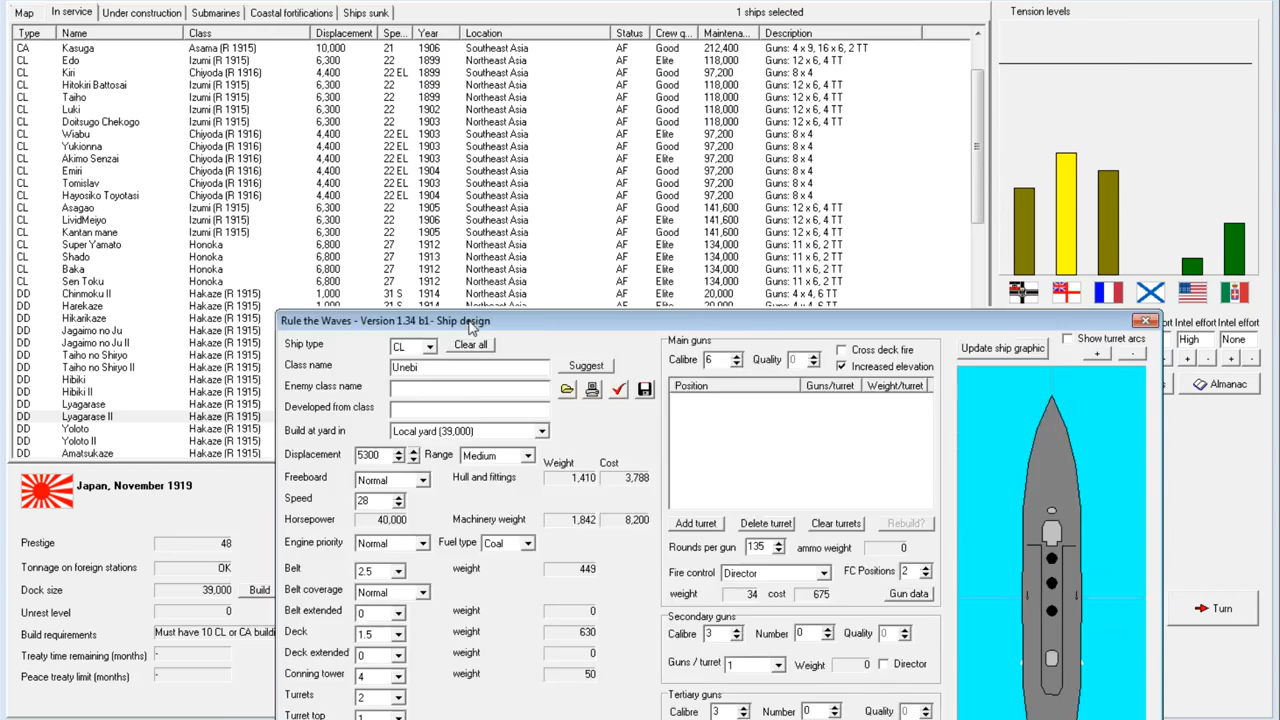 Map In service Under construction Submarines Coastal fortifications Ships sunk 1 ships selected Tension levels
Type Name Class Displacement Spe... Year Location Status Crew q... Maintena... Description
CA Kasuga Asama (R 1915) 10,000 21 1906 Southeast Asia AF Good 212,400 Guns: 4 x 9, 16 x 6, 2 TT
CL Edo Izumi (R 1915) 6,300 22 1899 Northeast Asia AF Elite 118,000 Guns: 12 x 6, 4 TT
CL Kiri Chiyoda (R 1916) 4,400 22 EL 1899 Southeast Asia AF Good 97,200 Guns: 8 x 4
CL Hitokiri Battosai Izumi (R 1915) 6,300 22 1899 Northeast Asia AF Good 118,000 Guns: 12 x 6, 4 TT
CL Taiho Izumi (R 1915) 6,300 22 1899 Northeast Asia AF Good 118,000 Guns: 12 x 6, 4 TT
CL Luki Izumi (R 1915) 6,300 22 1902 Northeast Asia AF Good 118,000 Guns: 12 x 6, 4 TT
CL Doitsugo Chekogo Izumi (R 1915) 6,300 22 1903 Northeast Asia AF Good 118,000 Guns: 12 x 6, 4 TT
CL Wiabu Chiyoda (R 1916) 4,400 22 EL 1903 Southeast Asia AF Elite 97,200 Guns: 8 x 4
CL Yukionna Chiyoda (R 1916) 4,400 22 EL 1903 Southeast Asia AF Good 97,200 Guns: 8 x 4
CL Akimo Senzai Chiyoda (R 1916) 4,400 22 EL 1903 Southeast Asia AF Elite 97,200 Guns: 8 x 4
CL Emiri Chiyoda (R 1916) 4,400 22 EL 1904 Southeast Asia AF Good 97,200 Guns: 8 x 4
CL Tomislav Chiyoda (R 1916) 4,400 22 EL 1903 Southeast Asia AF Good 97,200 Guns: 8 x 4
CL Hayosiko Toyotasi Chiyoda (R 1916) 4,400 22 EL 1904 Southeast Asia AF Good 97,200 Guns: 8 x 4
CL Asagao Izumi (R 1915) 6,300 22 1905 Southeast Asia AF Good 141,600 Guns: 12 x 6, 4 TT
CL LividMeiyo Izumi (R 1915) 6,300 22 1906 Southeast Asia AF Elite 141,600 Guns: 12 x 6, 4 TT
CL Kantan mane Izumi (R 1915) 6,300 22 1905 Southeast Asia AF Elite 141,600 Guns: 12 x 6, 4 TT
CL Super Yamato Honoka 6,800 27 1912 Northeast Asia AF Elite 134,000 Guns: 11 x 6, 2 TT
CL Shado Honoka 6,800 27 1912 Northeast Asia AF Elite 134,000 Guns: 11 x 6, 2 TT
CL Baka Honoka 6,800 27 1912 Northeast Asia AF Elite 134,000 Guns: 11 x 6, 2 TT
CL Sen Toku Honoka 6,800 27 1912 Northeast Asia AF Elite 134,000 Guns: 11 x 6, 2 TT
DD Chinmoku II Hakaze (R 1915) 1,000 31 S 1914 Northeast Asia AF Elite 20,000 Guns: 4 x 4, 6 TT
DD Harekaze Hakaze (R 1915)
DD Hikarikaze Hakaze (R 1915)
DD Jagaimo no Ju Hakaze (R 1915)
DD Jagaimo no Ju II Hakaze (R 1915)
DD Taiho no Shiryo Hakaze (R 1915)
DD Taiho no Shiryo II Hakaze (R 1915)
DD Hibiki Hakaze (R 1915)
DD Hibiki II Hakaze (R 1915)
DD Lyagarase Hakaze (R 1915)
DD Lyagarase II Hakaze (R 1915)
DD Yoloto Hakaze (R 1915)
DD Yoloto II Hakaze (R 1915)
DD Amatsukaze Hakaze (R 1915)
Japan, November 1919
Prestige 48
Tonnage on foreign stations OK
Dock size 39,000 Build
Unrest level 0
Build requirements Must have 10 CL or CA buildi
Treaty time remaining (months) -
Peace treaty limit (months) -
Rule the Waves - Version 1.34 b1- Ship design
Ship type CL Clear all
Class name Unebi Suggest
Enemy class name
Developed from class
Build at yard in Local yard (39,000)
Displacement 5300 Range Medium Weight Cost
Freeboard Normal Hull and fittings 1,410 3,788
Speed 28
Horsepower 40,000 Machinery weight 1,842 8,200
Engine priority Normal Fuel type Coal
Belt 2.5 weight 449
Belt coverage Normal
Belt extended 0 weight 0
Deck 1.5 weight 630
Deck extended 0 weight 0
Conning tower 4 weight 50
Turrets 2
Turret top 1
Main guns
Calibre 6 Quality 0 Cross deck fire
Increased elevation
Position Guns/turret Weight/turret
Add turret Delete turret Clear turrets Rebuild?
Rounds per gun 135 ammo weight 0
Fire control Director FC Positions 2
weight 34 cost 675 Gun data
Secondary guns
Calibre 3 Number 0 Quality 0
Guns / turret 1 Weight 0 Director
Tertiary guns
Calibre 3 Number 0 Quality 0
Update ship graphic Show turret arcs
+ -
Intel effort Intel effort
High None
+ - + -
Almanac
Turn